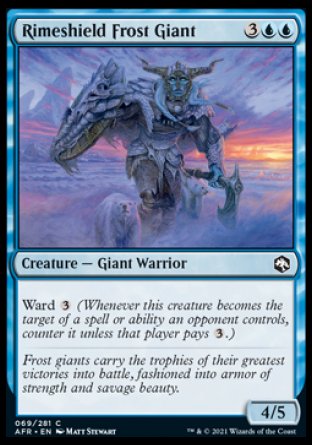 Rimeshield Frost Giant 3
Creature — Giant Warrior
Ward 3 (Whenever this creature becomes the
target of a spell or ability an opponent controls,
counter it unless that player pays 3.)
Frost giants carry the trophies of their greatest
victories into battle, fashioned into armor of
strength and savage beauty.
4/5
069/281 C
AFR • EN Matt Stewart
™ & © 2021 Wizards of the Coast